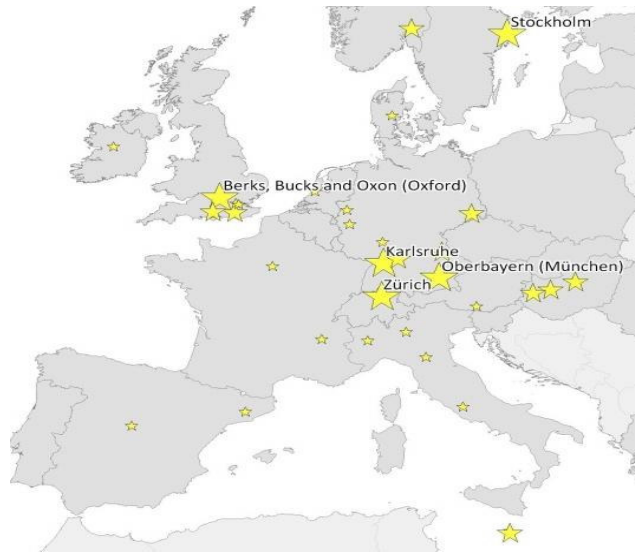 Stockholm
Berks, Bucks and Oxon (Oxford)
Karlsruhe
Oberbayern (München)
Zürich